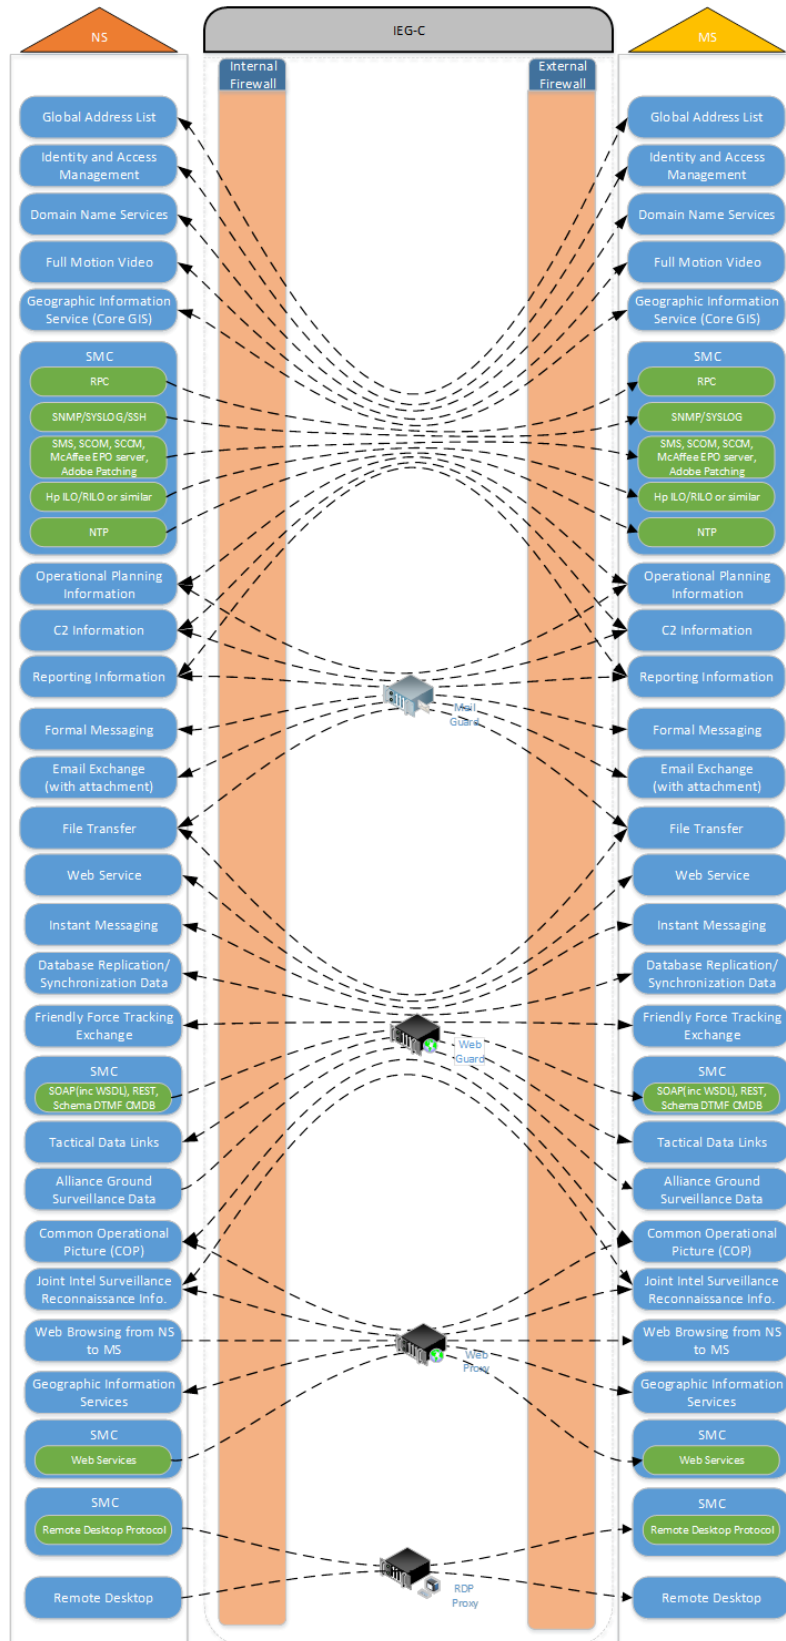 NS
IEG-C
MS
Internal
Firewall
External
Firewall
Global Address List
Global Address List
Identity and Access
Management
Identity and Access
Management
Domain Name Services
Domain Name Services
Full Motion Video
Full Motion Video
Geographic Information
Service (Core GIS)
Geographic Information
Service (Core GIS)
SMC
RPC
SNMP/SYSLOG/SSH
SMS, SCOM, SCCM,
McAffee EPO server,
Adobe Patching
Hp ILO/RILO or similar
NTP
SMC
RPC
SNMP/SYSLOG
SMS, SCOM, SCCM,
McAffee EPO server,
Adobe Patching
Hp ILO/RILO or similar
NTP
Operational Planning
Information
Operational Planning
Information
C2 Information
C2 Information
Reporting Information
Reporting Information
Mail
Guard
Formal Messaging
Formal Messaging
Email Exchange
(with attachment)
Email Exchange
(with attachment)
File Transfer
File Transfer
Web Service
Web Service
Instant Messaging
Instant Messaging
Database Replication/
Synchronization Data
Database Replication/
Synchronization Data
Friendly Force Tracking
Exchange
Friendly Force Tracking
Exchange
Web
Guard
SMC
SOAP(inc WSDL), REST,
Schema DTMF CMDB
SMC
SOAP(inc WSDL), REST,
Schema DTMF CMDB
Tactical Data Links
Tactical Data Links
Alliance Ground
Surveillance Data
Alliance Ground
Surveillance Data
Common Operational
Picture (COP)
Common Operational
Picture (COP)
Joint Intel Surveillance
Reconnaissance Info.
Joint Intel Surveillance
Reconnaissance Info.
Web Browsing from NS
to MS
Web
Proxy
Web Browsing from NS
to MS
Geographic Information
Services
Geographic Information
Services
SMC
Web Services
SMC
Web Services
SMC
Remote Desktop Protocol
SMC
Remote Desktop Protocol
Remote Desktop
RDP
Proxy
Remote Desktop